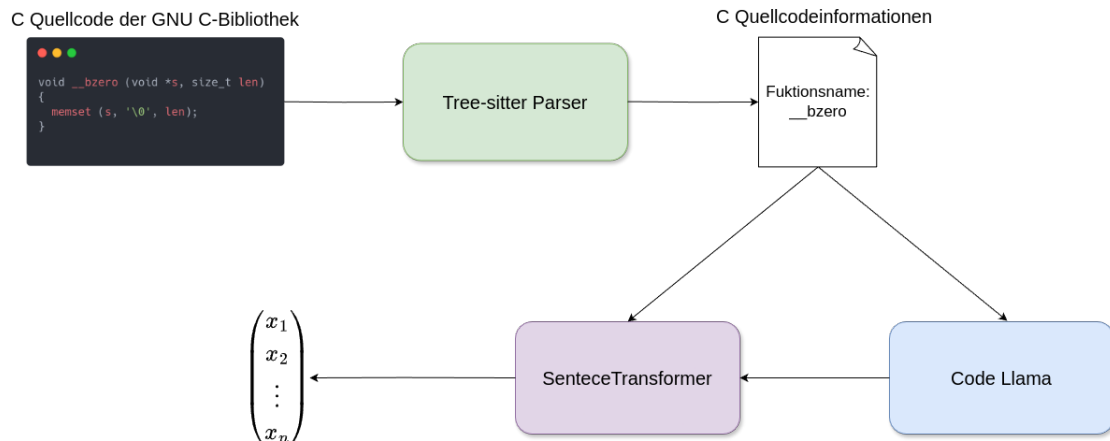 C Quellcode der GNU C-Bibliothek
void __bzero (void *s, size_t len)
{
memset (s, '\0', len);
}
Tree-sitter Parser
C Quellcodeinformationen
Fuktionsname:
__bzero
x₁
x₂
⋮
xₙ
SenteceTransformer
Code Llama